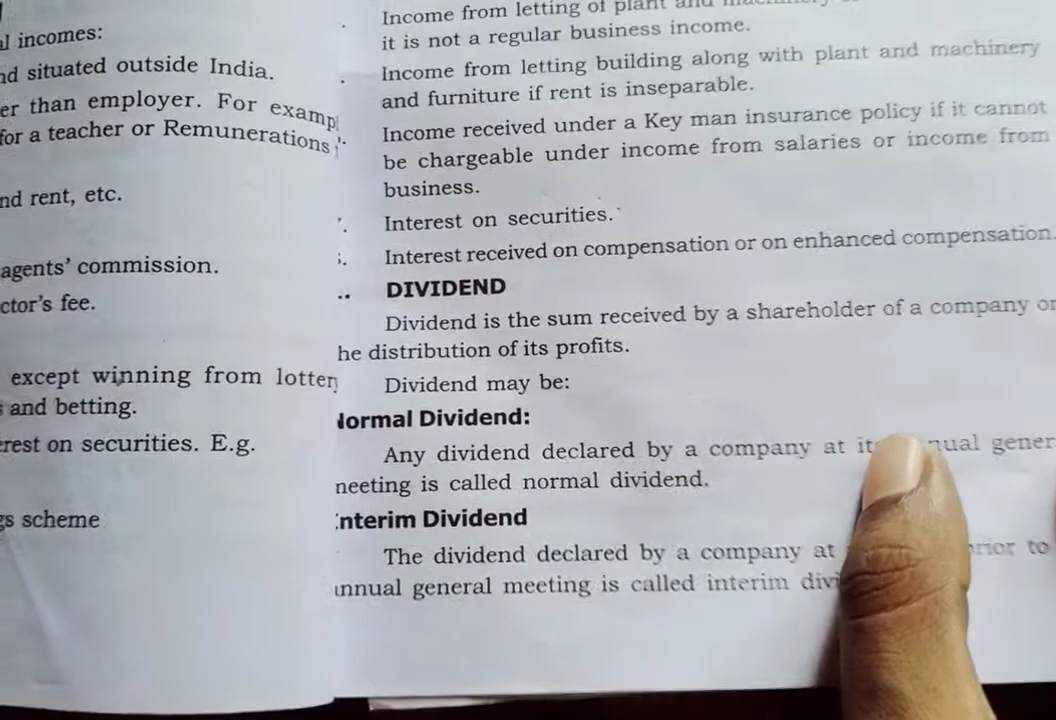 l incomes:
nd situated outside India.
er than employer. For examp
for a teacher or Remunerations
nd rent, etc.
agents' commission.
ctor's fee.
except winning from lotter
and betting.
rest on securities. E.g.
gs scheme
Income from letting of plant and
it is not a regular business income.
Income from letting building along with plant and machinery
and furniture if rent is inseparable.
Income received under a Key man insurance policy if it cannot
be chargeable under income from salaries or income from
business.
Interest on securities.
Interest received on compensation or on enhanced compensation.
DIVIDEND
Dividend is the sum received by a shareholder of a company or
he distribution of its profits.
Dividend may be:
ormal Dividend:
Any dividend declared by a company at its nual gener
neeting is called normal dividend.
nterim Dividend
The dividend declared by a company at rior to
nnual general meeting is called interim divi